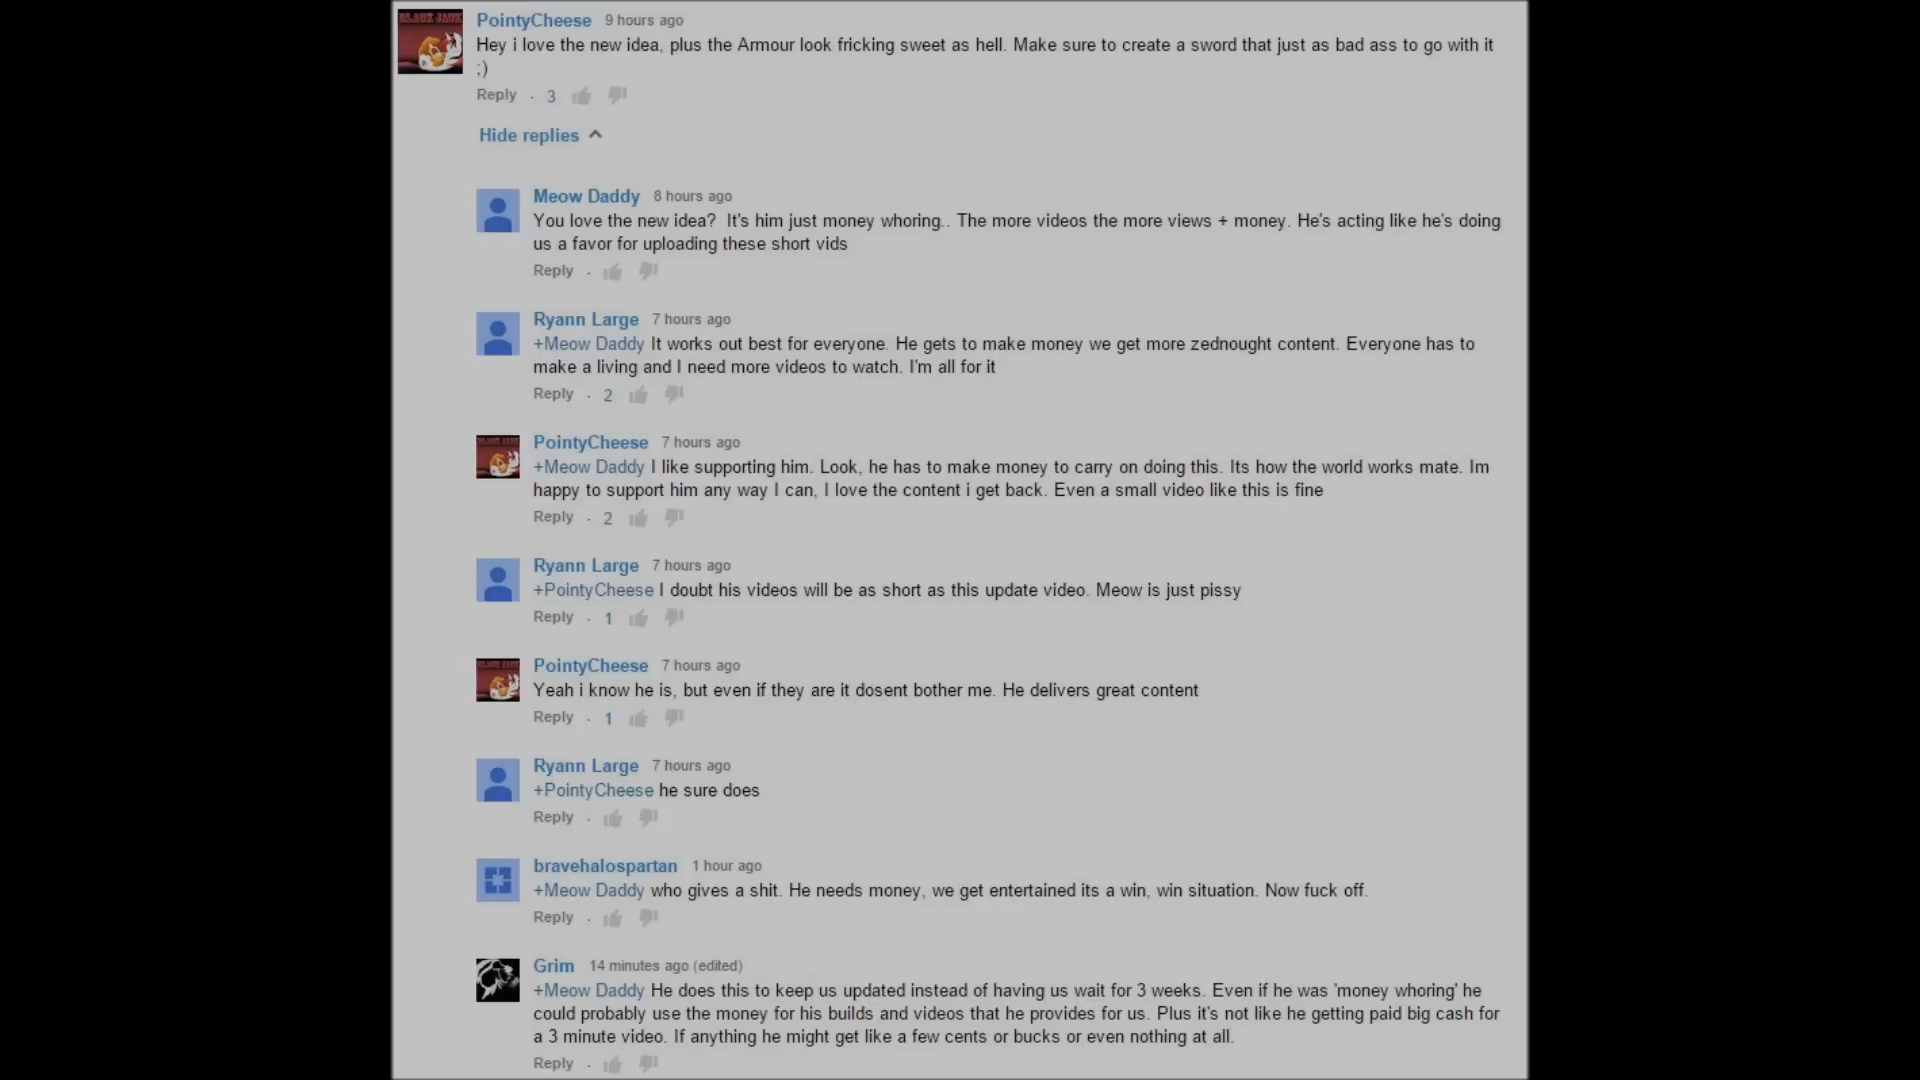 BLACK JACK
PointyCheese 9 hours ago
Hey i love the new idea, plus the Armour look fricking sweet as hell. Make sure to create a sword that just as bad ass to go with it
;)
Reply . 3
Hide replies
Meow Daddy 8 hours ago
You love the new idea?  It's him just money whoring.. The more videos the more views + money. He's acting like he's doing
us a favor for uploading these short vids
Reply .
Ryann Large 7 hours ago
+Meow Daddy It works out best for everyone. He gets to make money we get more zednought content. Everyone has to
make a living and I need more videos to watch. I'm all for it
Reply . 2
PointyCheese 7 hours ago
+Meow Daddy I like supporting him. Look, he has to make money to carry on doing this. Its how the world works mate. Im
happy to support him any way I can, I love the content i get back. Even a small video like this is fine
Reply . 2
Ryann Large 7 hours ago
+PointyCheese I doubt his videos will be as short as this update video. Meow is just pissy
Reply . 1
PointyCheese 7 hours ago
Yeah i know he is, but even if they are it dosent bother me. He delivers great content
Reply . 1
Ryann Large 7 hours ago
+PointyCheese he sure does
Reply .
bravehalospartan 1 hour ago
+Meow Daddy who gives a shit. He needs money, we get entertained its a win, win situation. Now fuck off.
Reply .
Grim 14 minutes ago (edited)
+Meow Daddy He does this to keep us updated instead of having us wait for 3 weeks. Even if he was 'money whoring' he
could probably use the money for his builds and videos that he provides for us. Plus it's not like he getting paid big cash for
a 3 minute video. If anything he might get like a few cents or bucks or even nothing at all.
Reply .